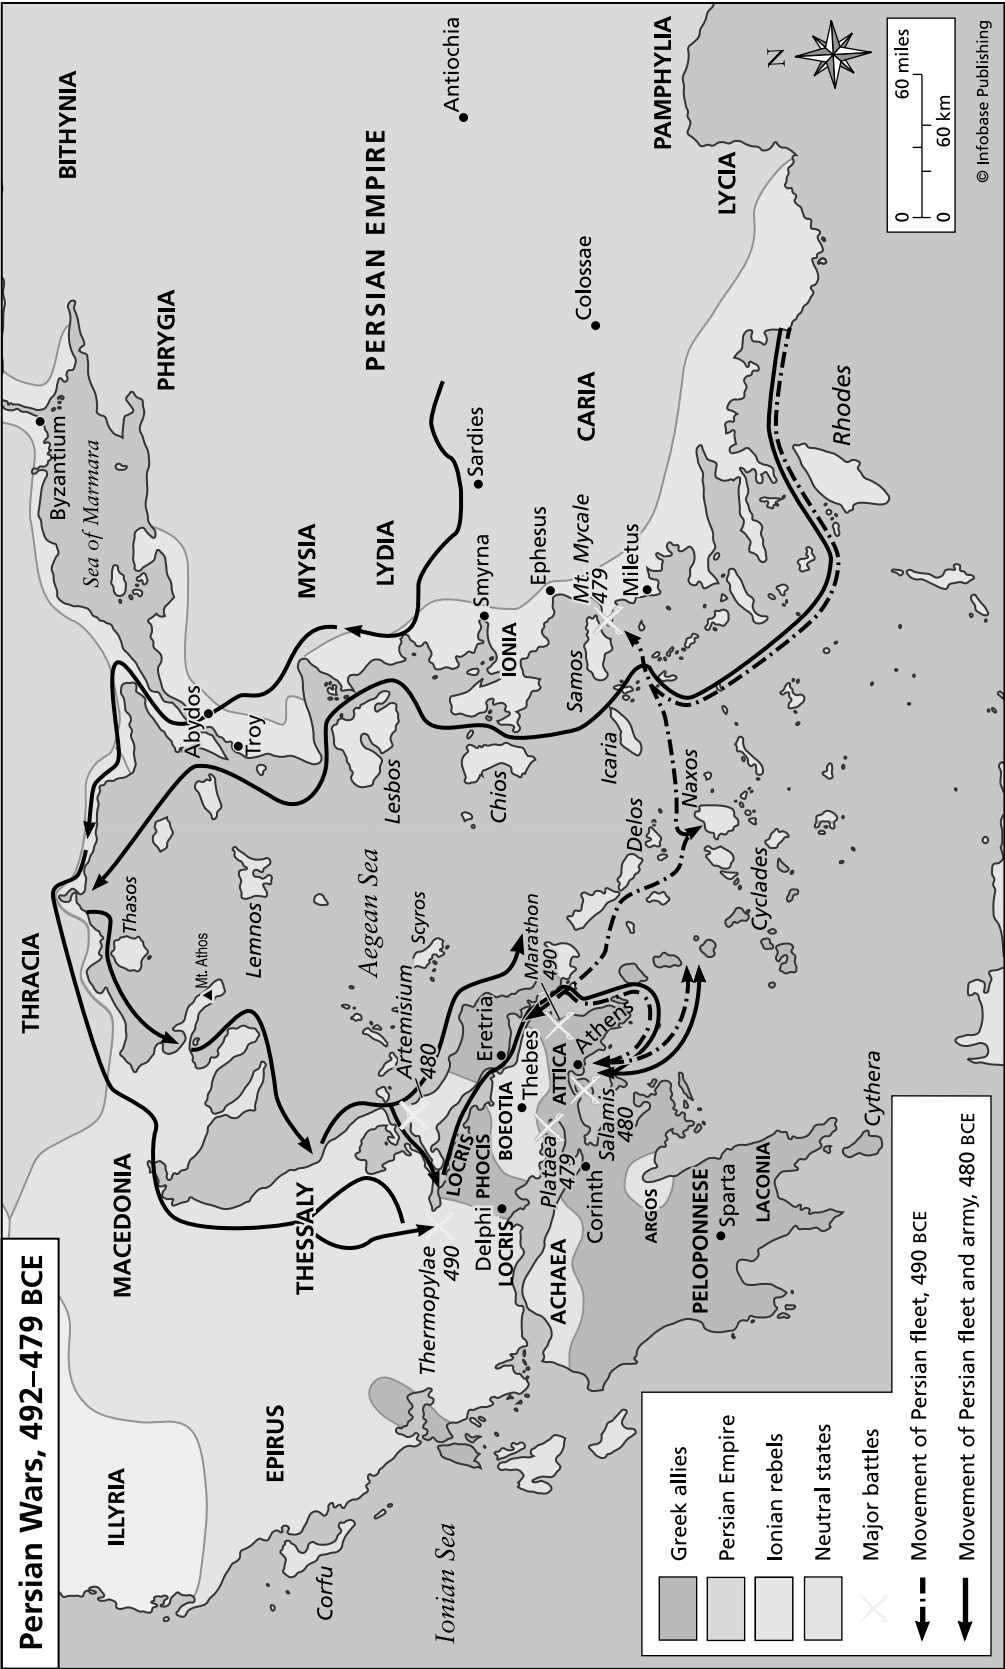 Persian Wars, 492–479 BCE
ILLYRIA
EPIRUS
MACEDONIA
THESSALY
THRACIA
BITHYNIA
PHRYGIA
Byzantium
Sea of Marmara
MYSIA
LYDIA
PERSIAN EMPIRE
Antiochia
Sardies
Smyrna
Colossae
CARIA
Ephesus
Mt. Mycale
479
Miletus
IONIA
PAMPHYLIA
LYCIA
Rhodes
Abydos
Troy
Lesbos
Chios
Samos
Icaria
Naxos
Delos
Cyclades
Thasos
Mt. Athos
Lemnos
Aegean Sea
Scyros
Artemisium
480
Marathon
490
Eretria
Thebes
Athens
ATTICA
BOEOTIA
LOCRIS
PHOCIS
Delphi
LOCRIS
Thermopylae
490
Plataea
479
Salamis
480
Corinth
ACHAEA
ARGOS
PELOPONNESE
Sparta
LACONIA
Cythera
Corfu
Ionian Sea
Greek allies
Persian Empire
Ionian rebels
Neutral states
Major battles
Movement of Persian fleet, 490 BCE
Movement of Persian fleet and army, 480 BCE
N
0 60 miles
0 60 km
© Infobase Publishing